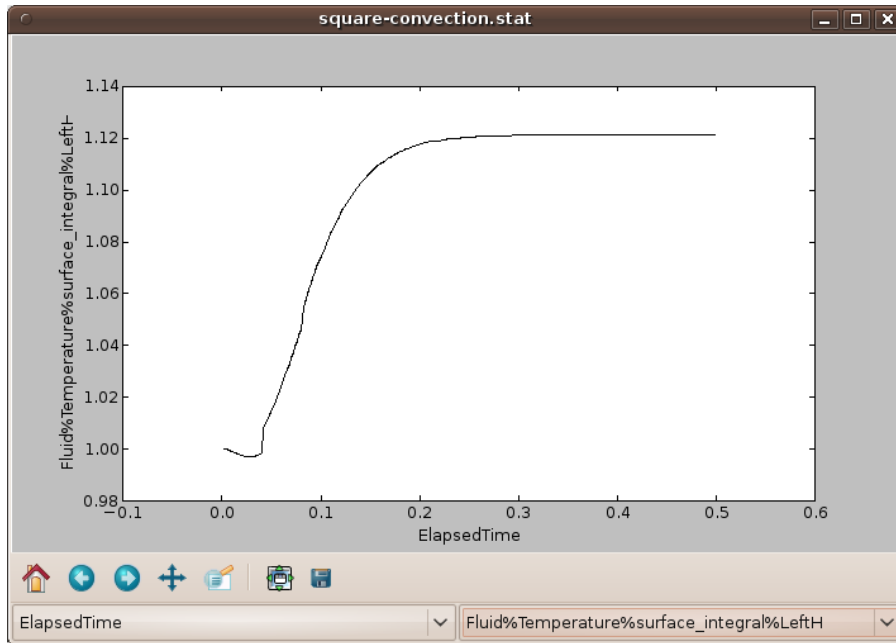 square-convection.stat
1.14
1.12
1.10
1.08
1.06
1.04
1.02
1.00
0.98
Fluid%Temperature%surface_integral%LeftH
−0.1 0.0 0.1 0.2 0.3 0.4 0.5 0.6
ElapsedTime
ElapsedTime Fluid%Temperature%surface_integral%LeftH